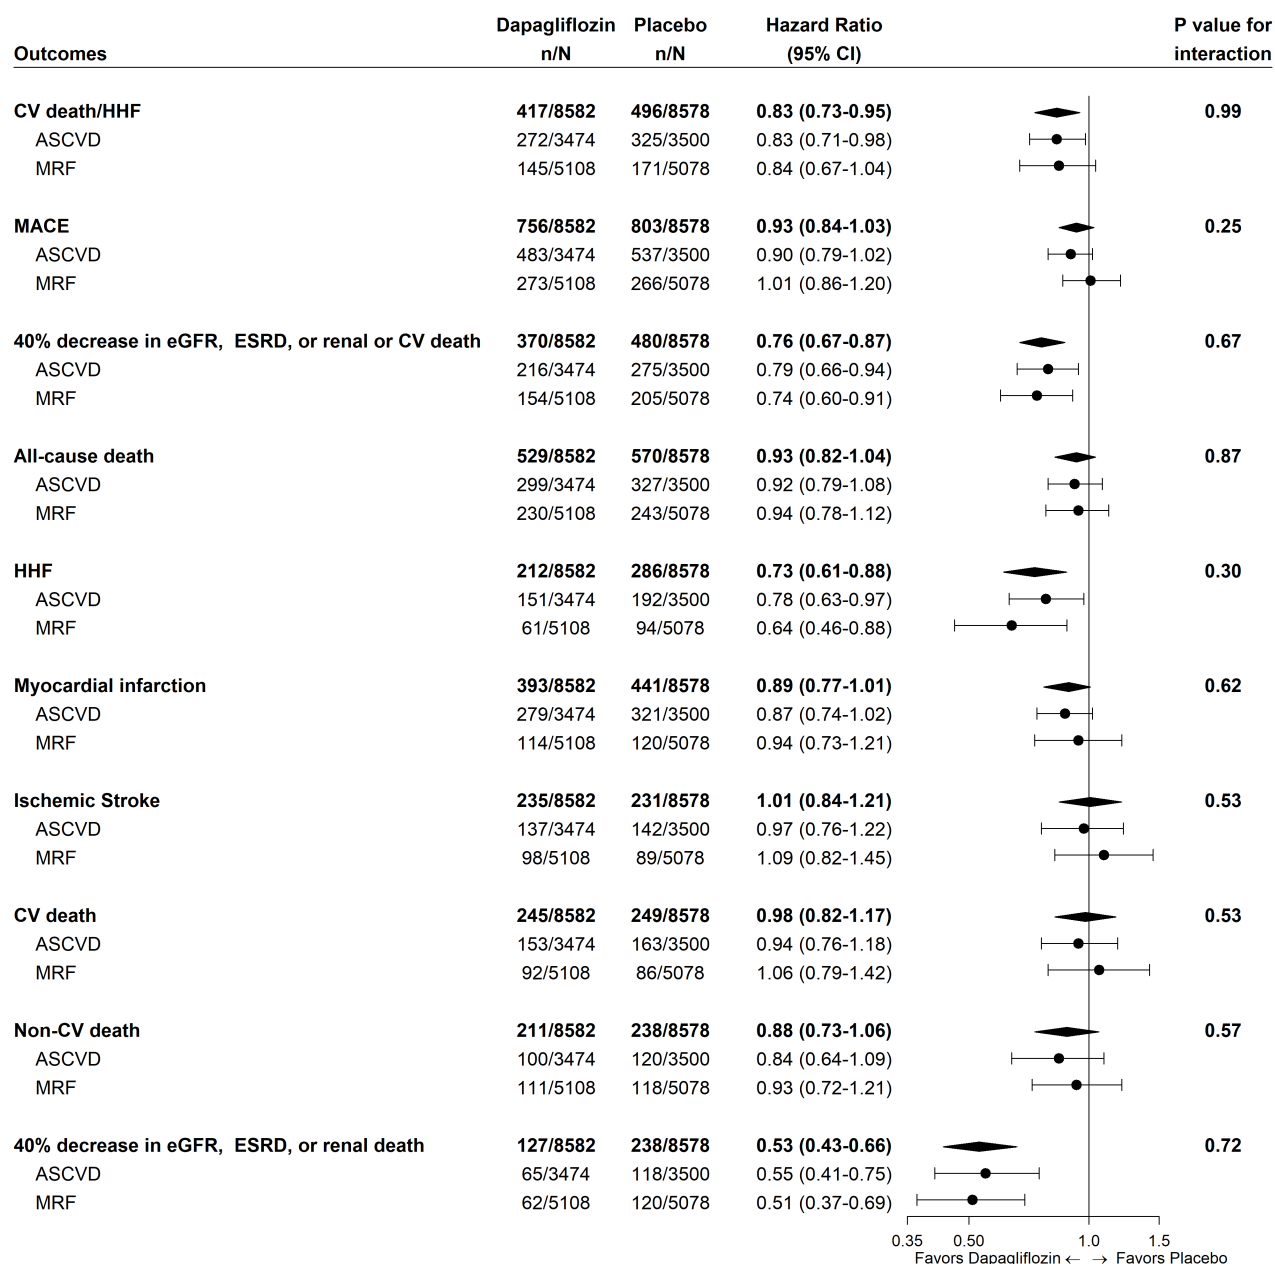 Dapagliflozin Placebo Hazard Ratio P value for
Outcomes n/N n/N (95% CI) interaction
CV death/HHF 417/8582 496/8578 0.83 (0.73-0.95) 0.99
ASCVD 272/3474 325/3500 0.83 (0.71-0.98)
MRF 145/5108 171/5078 0.84 (0.67-1.04)
MACE 756/8582 803/8578 0.93 (0.84-1.03) 0.25
ASCVD 483/3474 537/3500 0.90 (0.79-1.02)
MRF 273/5108 266/5078 1.01 (0.86-1.20)
40% decrease in eGFR, ESRD, or renal or CV death 370/8582 480/8578 0.76 (0.67-0.87) 0.67
ASCVD 216/3474 275/3500 0.79 (0.66-0.94)
MRF 154/5108 205/5078 0.74 (0.60-0.91)
All-cause death 529/8582 570/8578 0.93 (0.82-1.04) 0.87
ASCVD 299/3474 327/3500 0.92 (0.79-1.08)
MRF 230/5108 243/5078 0.94 (0.78-1.12)
HHF 212/8582 286/8578 0.73 (0.61-0.88) 0.30
ASCVD 151/3474 192/3500 0.78 (0.63-0.97)
MRF 61/5108 94/5078 0.64 (0.46-0.88)
Myocardial infarction 393/8582 441/8578 0.89 (0.77-1.01) 0.62
ASCVD 279/3474 321/3500 0.87 (0.74-1.02)
MRF 114/5108 120/5078 0.94 (0.73-1.21)
Ischemic Stroke 235/8582 231/8578 1.01 (0.84-1.21) 0.53
ASCVD 137/3474 142/3500 0.97 (0.76-1.22)
MRF 98/5108 89/5078 1.09 (0.82-1.45)
CV death 245/8582 249/8578 0.98 (0.82-1.17) 0.53
ASCVD 153/3474 163/3500 0.94 (0.76-1.18)
MRF 92/5108 86/5078 1.06 (0.79-1.42)
Non-CV death 211/8582 238/8578 0.88 (0.73-1.06) 0.57
ASCVD 100/3474 120/3500 0.84 (0.64-1.09)
MRF 111/5108 118/5078 0.93 (0.72-1.21)
40% decrease in eGFR, ESRD, or renal death 127/8582 238/8578 0.53 (0.43-0.66) 0.72
ASCVD 65/3474 118/3500 0.55 (0.41-0.75)
MRF 62/5108 120/5078 0.51 (0.37-0.69)
0.35 0.50 1.0 1.5
Favors Dapagliflozin ← → Favors Placebo